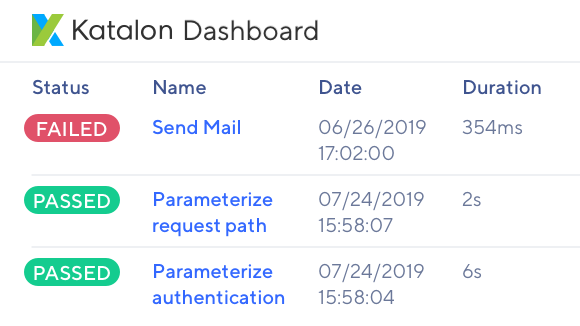 Katalon Dashboard
Status Name Date Duration
FAILED Send Mail 06/26/2019 354ms
17:02:00
PASSED Parameterize 07/24/2019 2s
request path 15:58:07
PASSED Parameterize 07/24/2019 6s
authentication 15:58:04